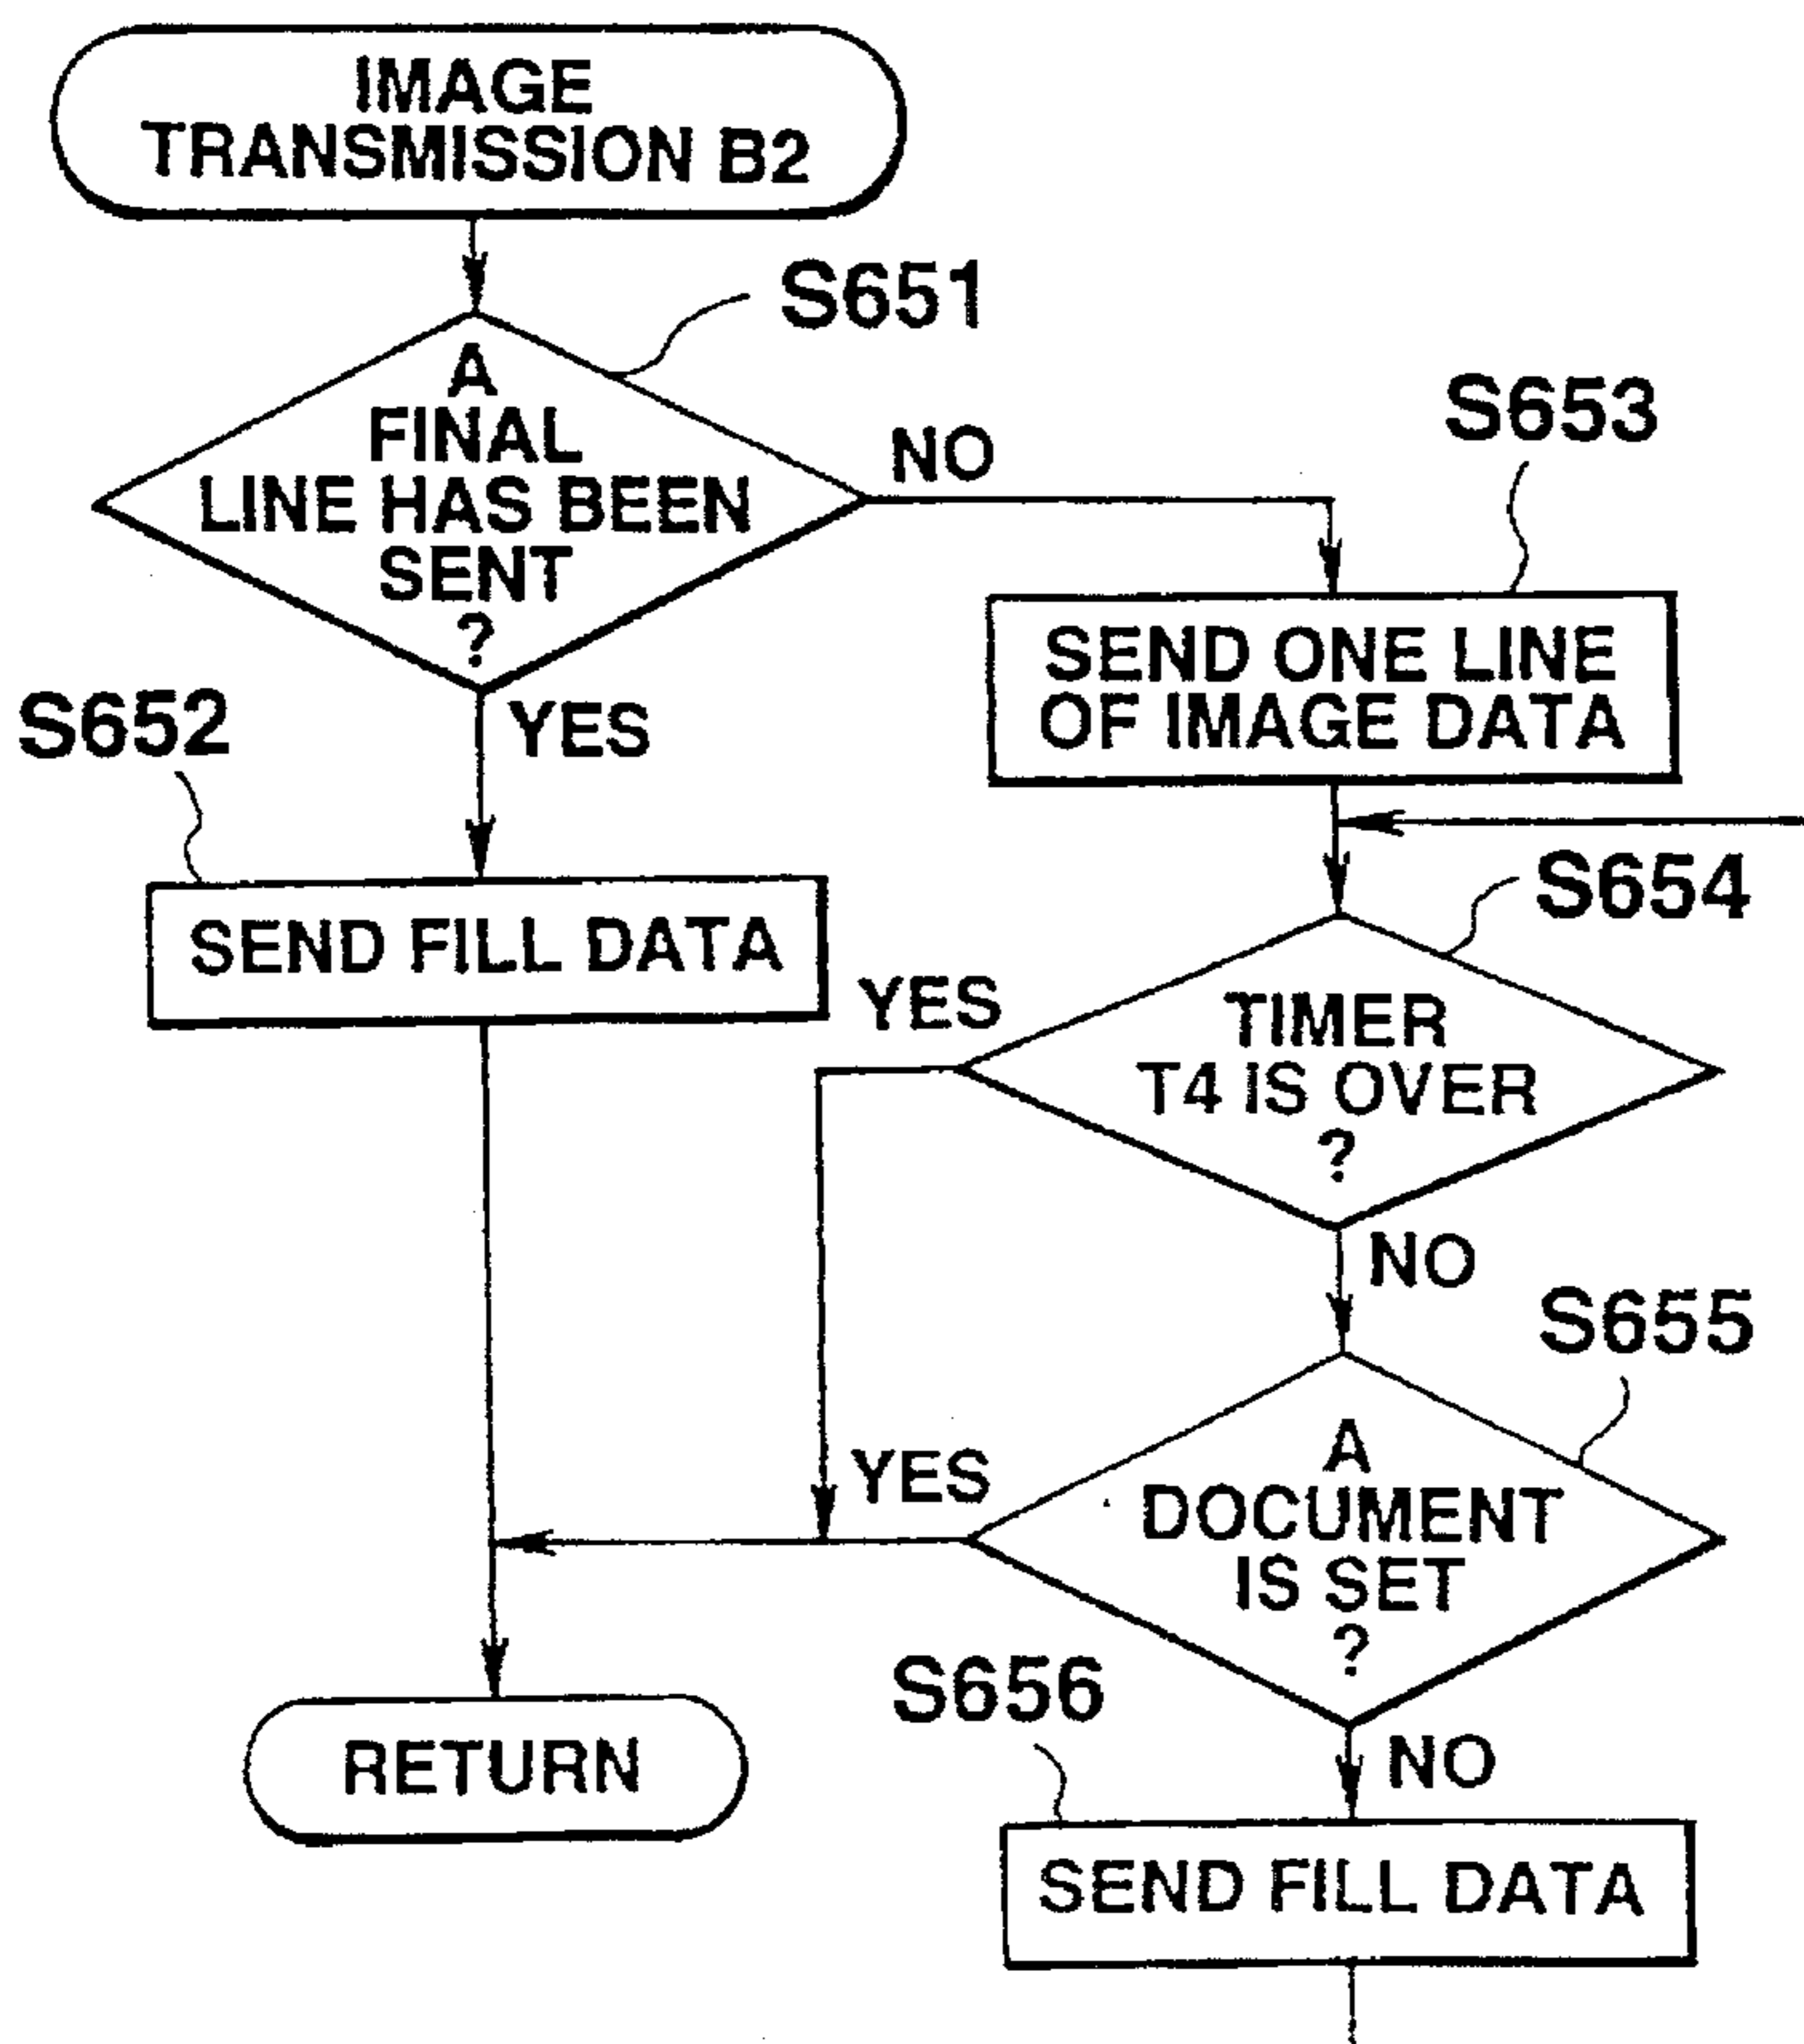 IMAGE
TRANSMISSION B2
S651
A
FINAL
LINE HAS BEEN
SENT
?
NO
YES
S653
SEND ONE LINE
OF IMAGE DATA
S652
SEND FILL DATA
S654
TIMER
T4 IS OVER
?
YES
NO
S655
A
DOCUMENT
IS SET
?
YES
NO
S656
SEND FILL DATA
RETURN